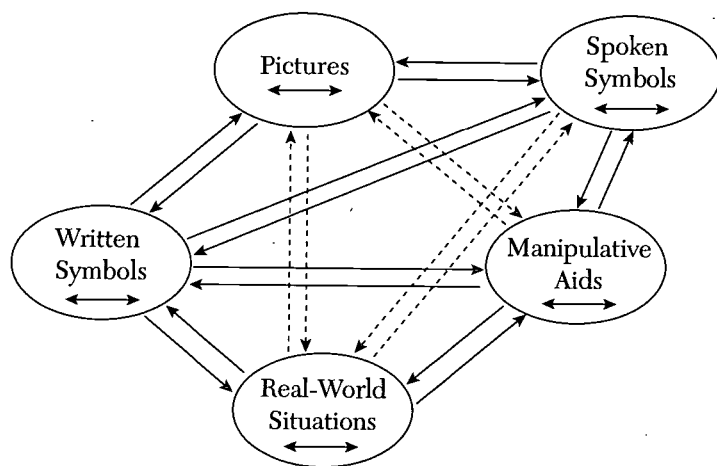 Pictures
Spoken
Symbols
Written
Symbols
Manipulative
Aids
Real-World
Situations